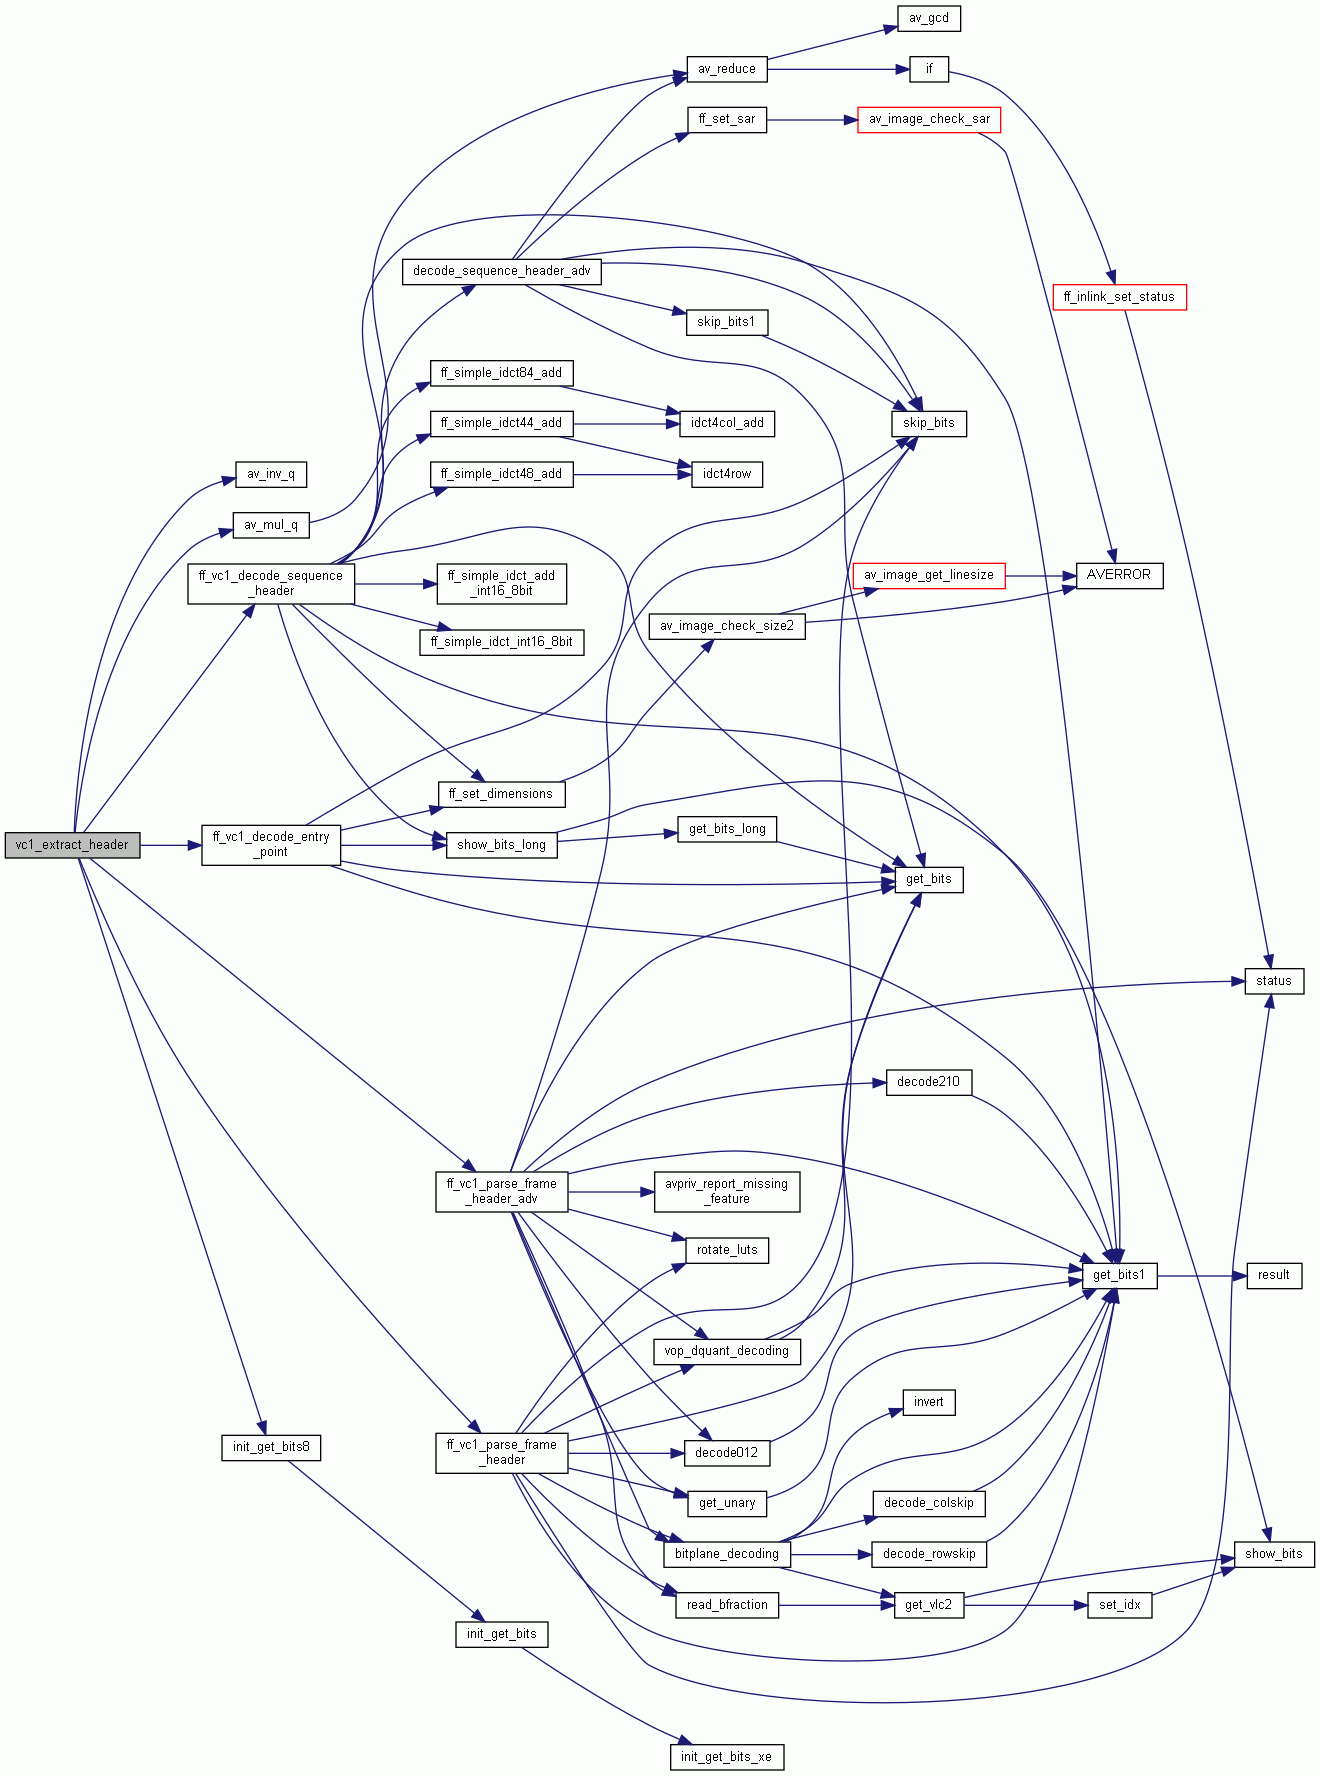 av_gcd
av_reduce
if
ff_set_sar
av_image_check_sar
decode_sequence_header_adv
ff_inlink_set_status
skip_bits1
ff_simple_idct84_add
ff_simple_idct44_add
idct4col_add
skip_bits
av_inv_q
ff_simple_idct48_add
idct4row
av_mul_q
ff_vc1_decode_sequence
_header
ff_simple_idct_add
_int16_8bit
av_image_get_linesize
AVERROR
ff_simple_idct_int16_8bit
av_image_check_size2
ff_set_dimensions
vc1_extract_header
ff_vc1_decode_entry
_point
show_bits_long
get_bits_long
get_bits
status
decode210
ff_vc1_parse_frame
_header_adv
avpriv_report_missing
_feature
rotate_luts
get_bits1
result
vop_dquant_decoding
invert
init_get_bits8
ff_vc1_parse_frame
_header
decode012
get_unary
decode_colskip
bitplane_decoding
decode_rowskip
show_bits
read_bfraction
get_vlc2
set_idx
init_get_bits
init_get_bits_xe